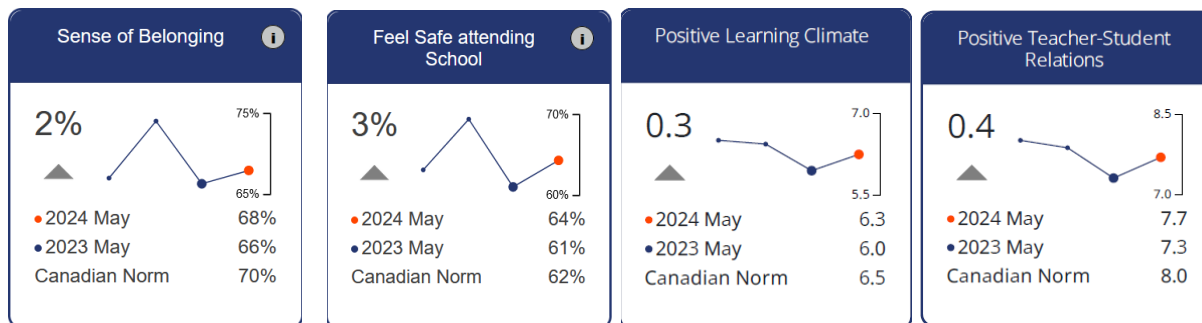 Sense of Belonging i
2%
75%
65%
2024 May 68%
2023 May 66%
Canadian Norm 70%
Feel Safe attending
School i
3%
70%
60%
2024 May 64%
2023 May 61%
Canadian Norm 62%
Positive Learning Climate
0.3
7.0
5.5
2024 May 6.3
2023 May 6.0
Canadian Norm 6.5
Positive Teacher-Student
Relations
0.4
8.5
7.0
2024 May 7.7
2023 May 7.3
Canadian Norm 8.0